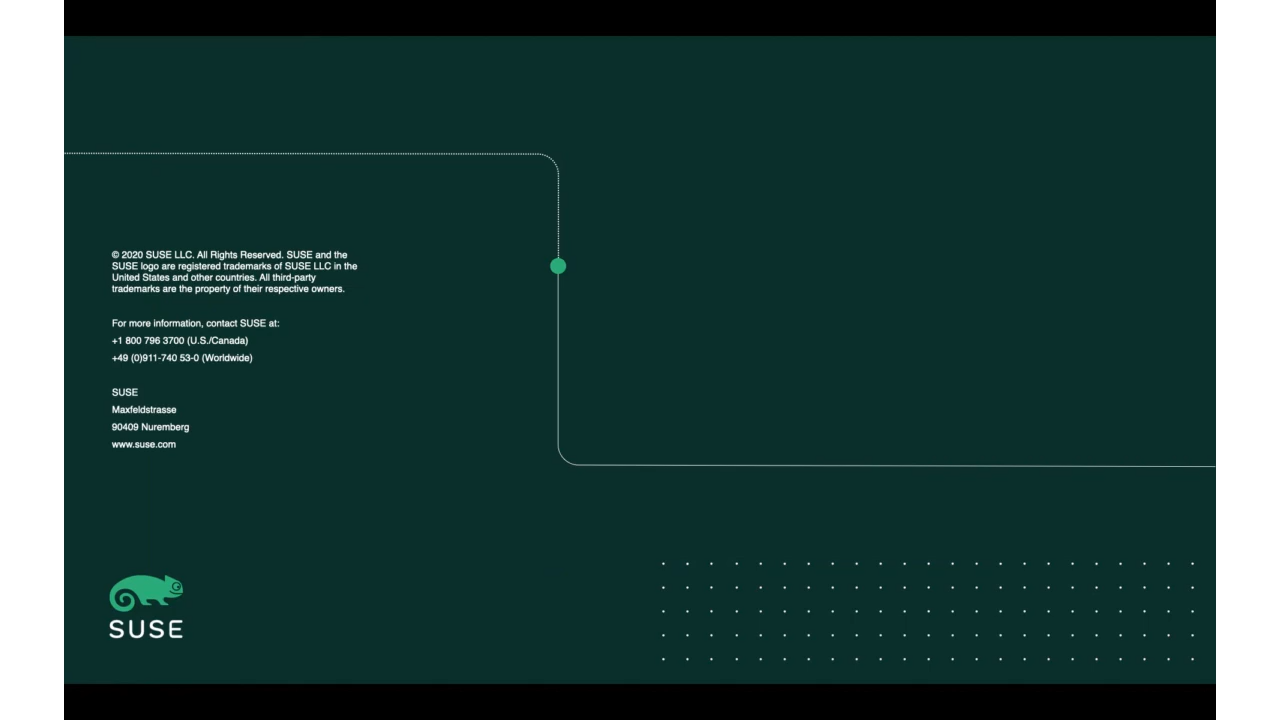 © 2020 SUSE LLC. All Rights Reserved. SUSE and the
SUSE logo are registered trademarks of SUSE LLC in the
United States and other countries. All third-party
trademarks are the property of their respective owners.
For more information, contact SUSE at:
+1 800 796 3700 (U.S./Canada)
+49 (0)911-740 53-0 (Worldwide)
SUSE
Maxfeldstrasse
90409 Nuremberg
www.suse.com
SUSE